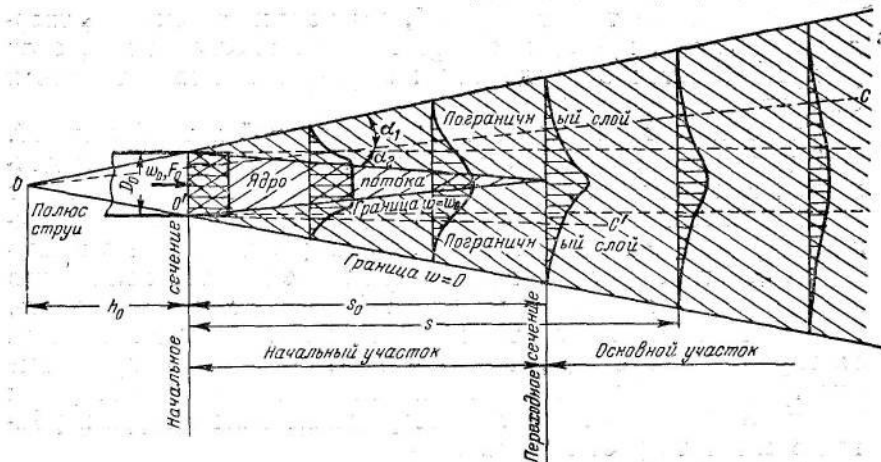 Пограничн ый слой
α₁
α₂
C
O
D₀
w₀, F₀
O'
Ядро
потока
Граница w=w₀
C'
Полюс
струи
Пограничн ый слой
Граница w=0
h₀
s₀
s
Начальный участок
Основной участок
Начальное сечение
Переходное сечение